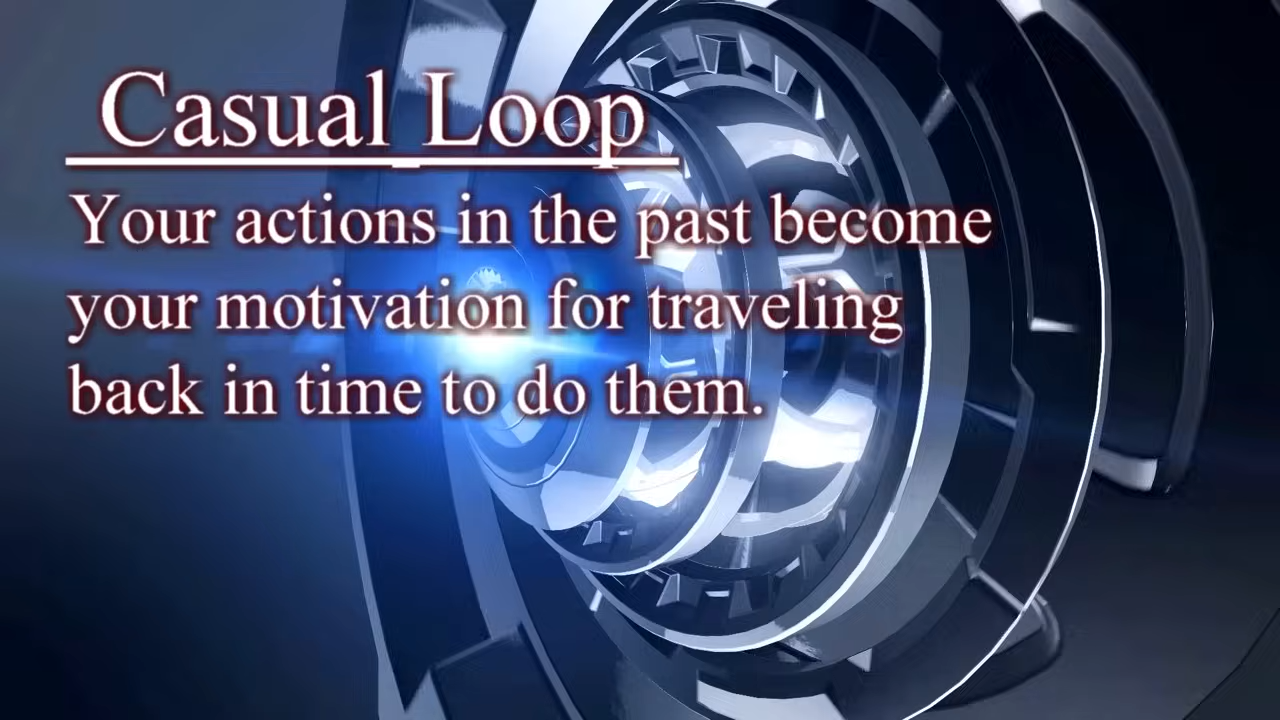 Casual Loop
Your actions in the past become
your motivation for traveling
back in time to do them.